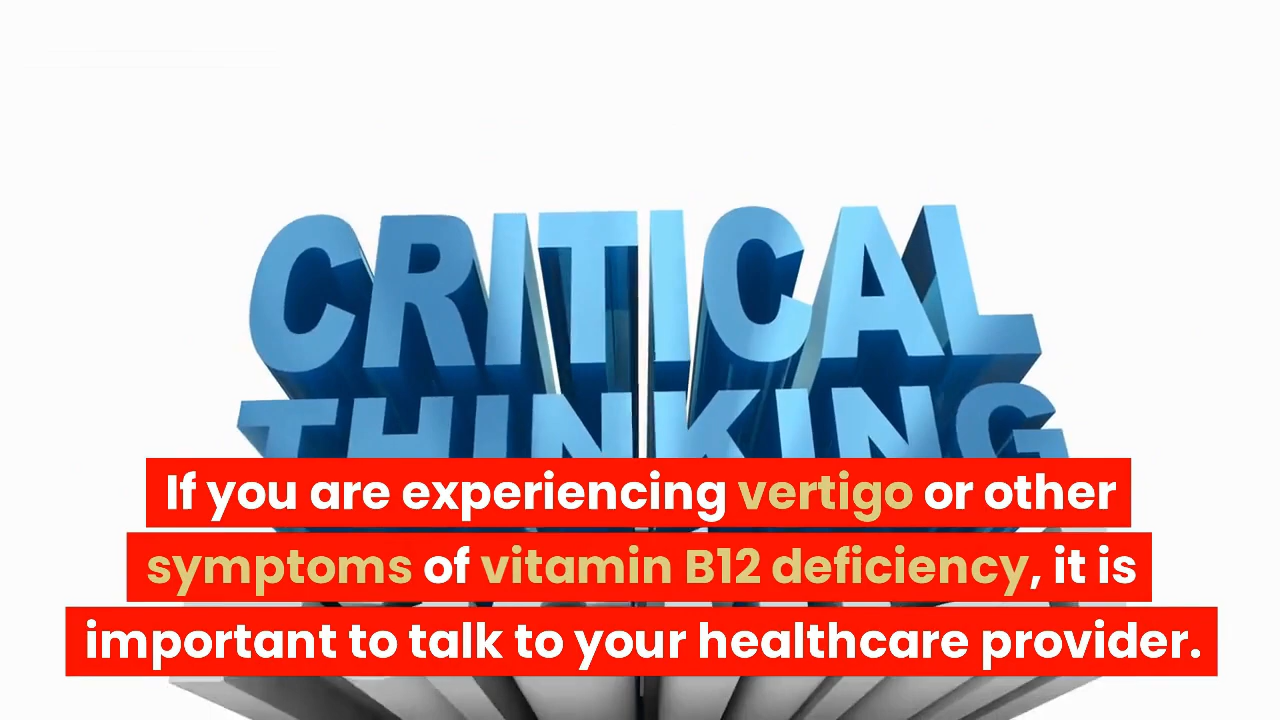 CRITICAL
THINKING
If you are experiencing vertigo or other
symptoms of vitamin B12 deficiency, it is
important to talk to your healthcare provider.